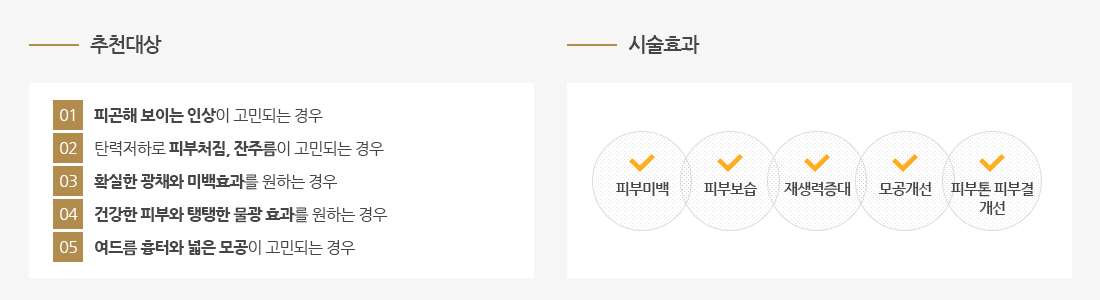 추천대상
01 피곤해 보이는 인상이 고민되는 경우
02 탄력저하로 피부처짐, 잔주름이 고민되는 경우
03 확실한 광채와 미백효과를 원하는 경우
04 건강한 피부와 탱탱한 물광 효과를 원하는 경우
05 여드름 흉터와 넓은 모공이 고민되는 경우
시술효과
피부미백
피부보습
재생력증대
모공개선
피부톤 피부결
개선